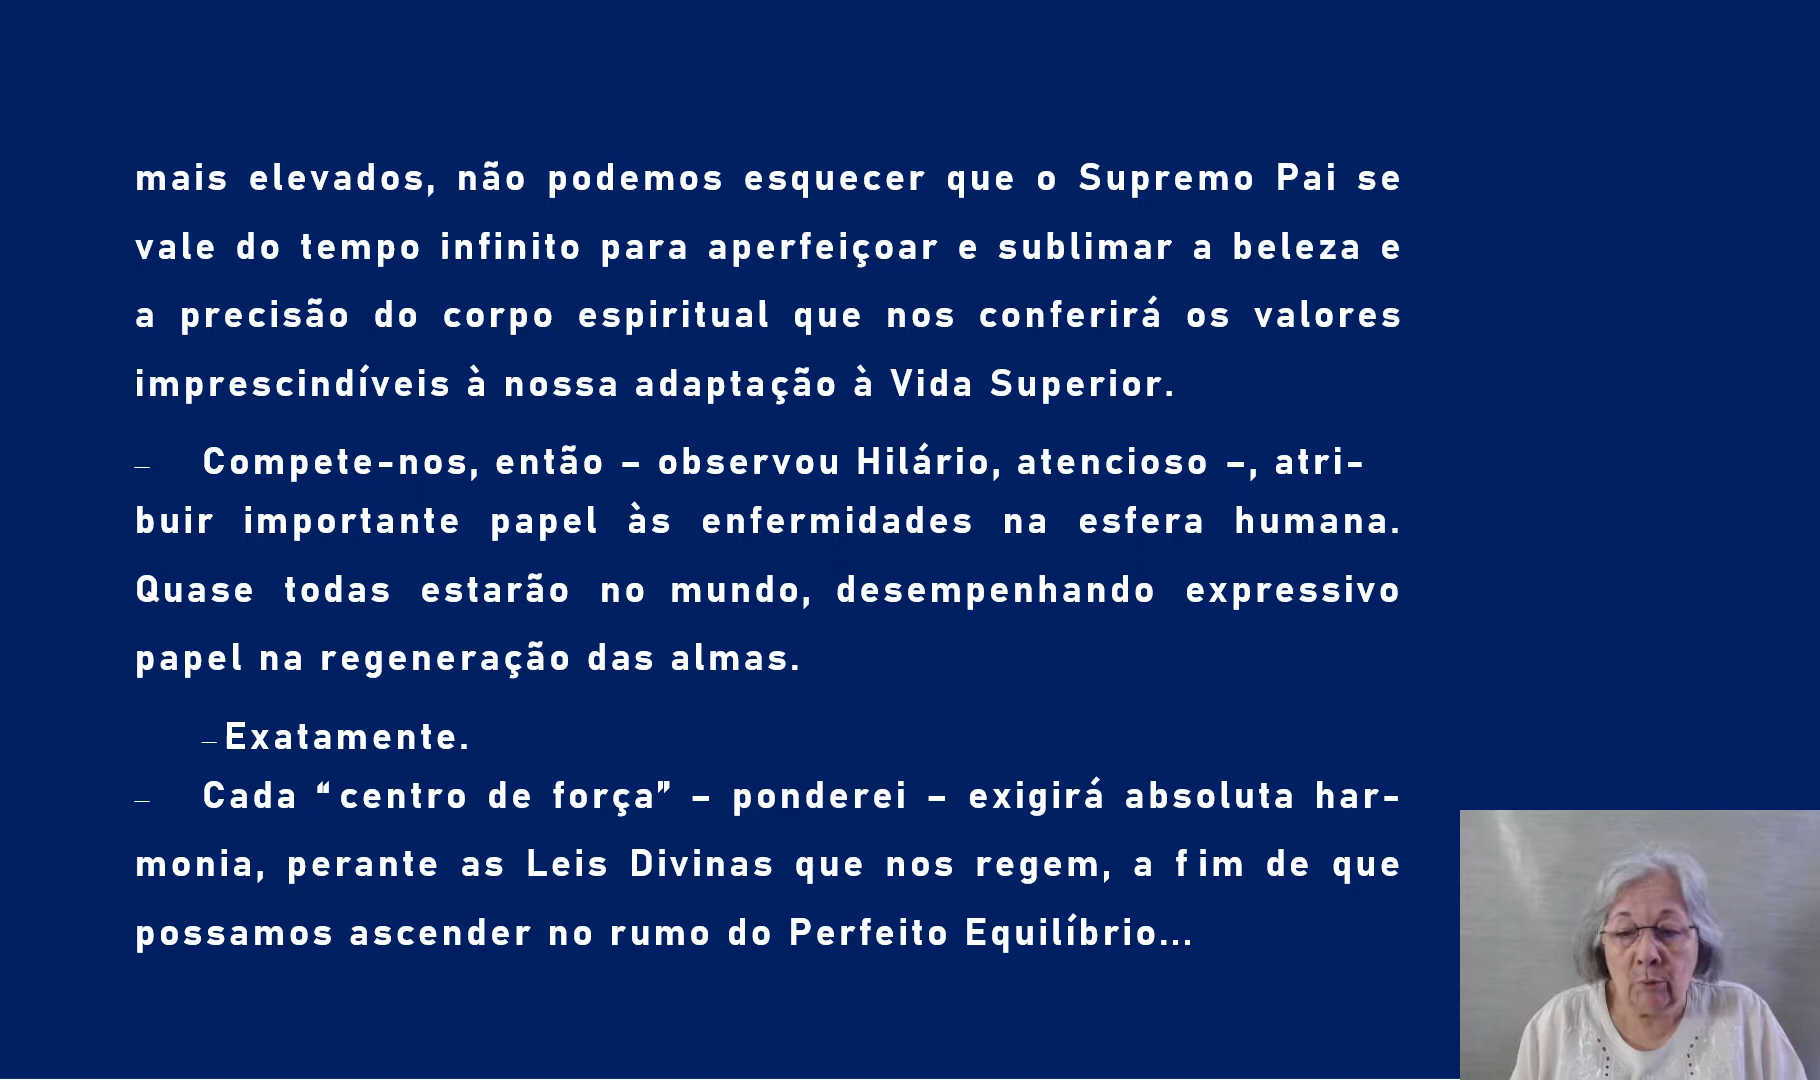 mais elevados, não podemos esquecer que o Supremo Pai se
vale do tempo infinito para aperfeiçoar e sublimar a beleza e
a precisão do corpo espiritual que nos conferirá os valores
imprescindíveis à nossa adaptação à Vida Superior.
– Compete-nos, então – observou Hilário, atencioso –, atri-
buir importante papel às enfermidades na esfera humana.
Quase todas estarão no mundo, desempenhando expressivo
papel na regeneração das almas.
– Exatamente.
– Cada “centro de força” – ponderei – exigirá absoluta har-
monia, perante as Leis Divinas que nos regem, a fim de que
possamos ascender no rumo do Perfeito Equilíbrio...